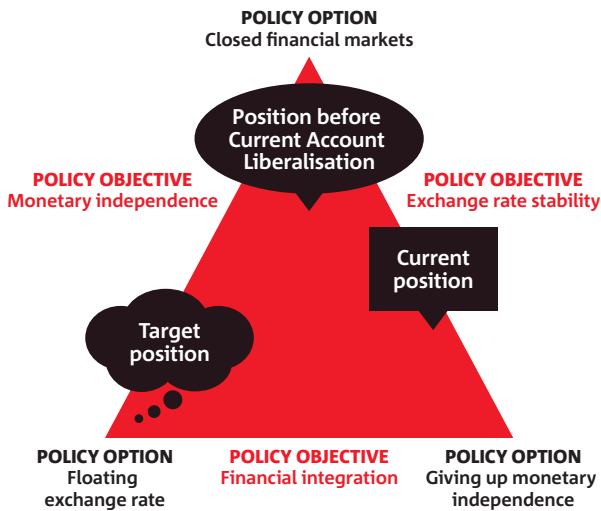 POLICY OPTION
Closed financial markets
Position before
Current Account
Liberalisation
POLICY OBJECTIVE
Monetary independence
POLICY OBJECTIVE
Exchange rate stability
Current
position
Target
position
POLICY OPTION
Floating
exchange rate
POLICY OBJECTIVE
Financial integration
POLICY OPTION
Giving up monetary
independence